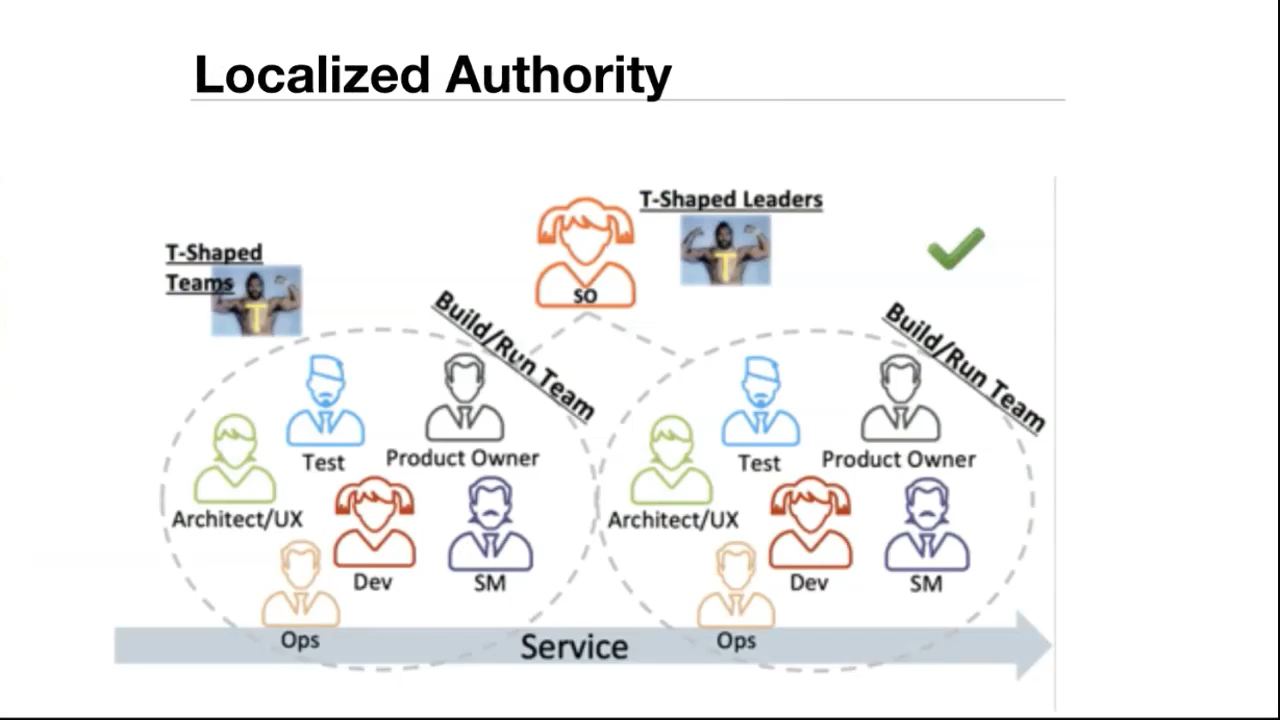 Localized Authority
T-Shaped Leaders
T-Shaped
Teams
T
T
SO
Build/Run Team
Build/Run Team
Test
Product Owner
Architect/UX
Dev
SM
Ops
Test
Product Owner
Architect/UX
Dev
SM
Ops
Service